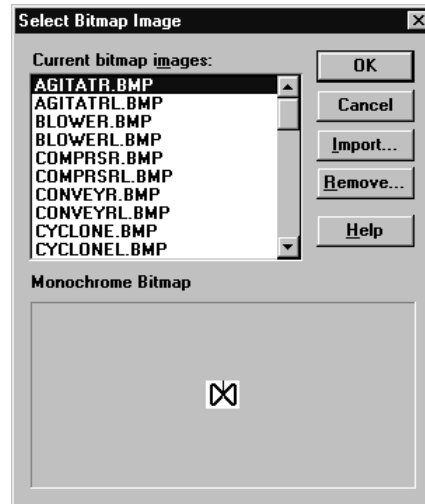 Select Bitmap Image
Current bitmap images:
AGITATR.BMP
AGITATRL.BMP
BLOWER.BMP
BLOWERL.BMP
COMPRSR.BMP
COMPRSRL.BMP
CONVEYR.BMP
CONVEYRL.BMP
CYCLONE.BMP
CYCLONEL.BMP
OK
Cancel
Import...
Remove...
Help
Monochrome Bitmap